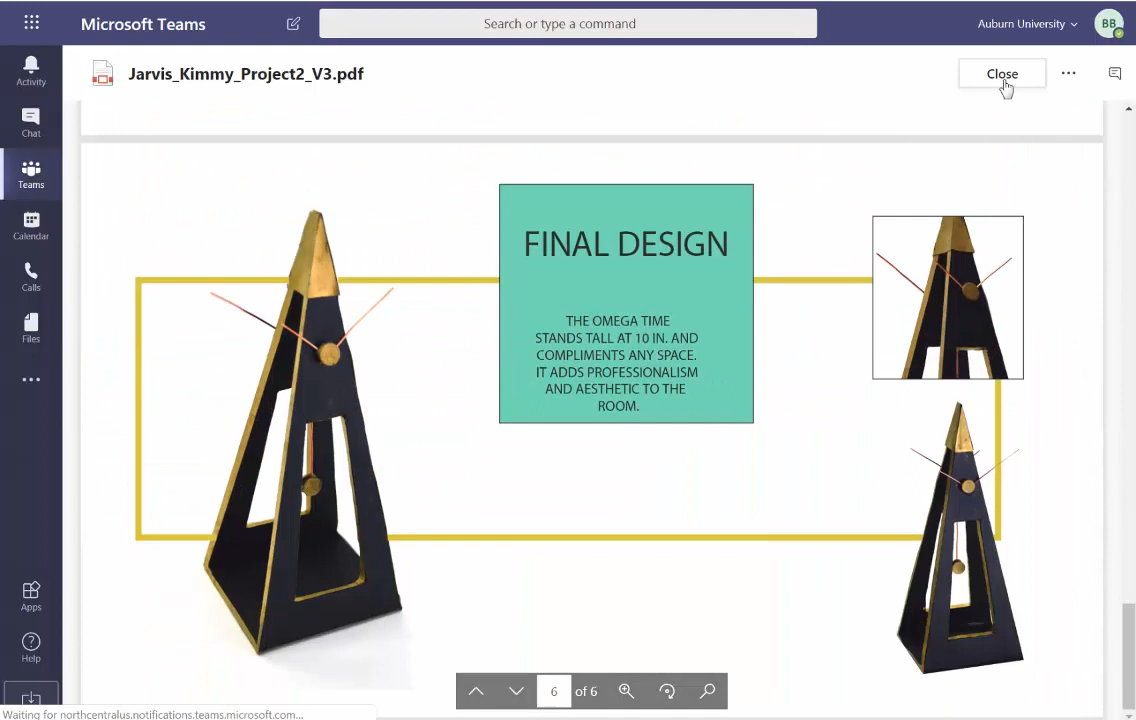 Microsoft Teams
Search or type a command
Auburn University
BB
Activity
Jarvis_Kimmy_Project2_V3.pdf
Close
Chat
Teams
Calendar
Calls
Files
FINAL DESIGN
THE OMEGA TIME
STANDS TALL AT 10 IN. AND
COMPLIMENTS ANY SPACE.
IT ADDS PROFESSIONALISM
AND AESTHETIC TO THE
ROOM.
Apps
Help
6 of 6
Waiting for northcentralus.notifications.teams.microsoft.com...